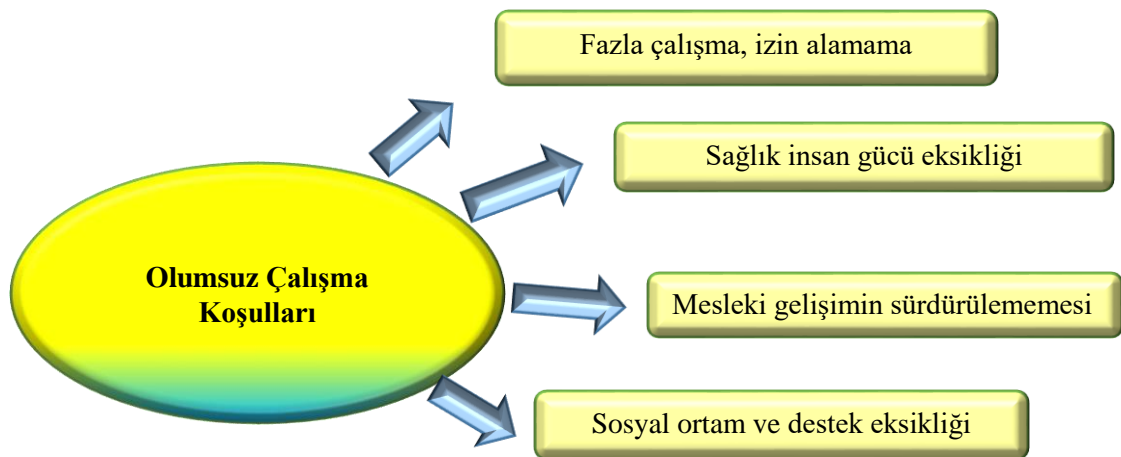 Fazla çalışma, izin alamama
Sağlık insan gücü eksikliği
Olumsuz Çalışma
Koşulları
Mesleki gelişimin sürdürülememesi
Sosyal ortam ve destek eksikliği